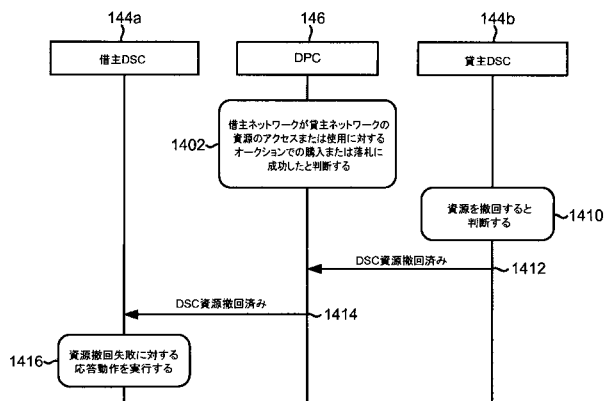 144a
146
144b
借主DSC
DPC
貸主DSC
1402
借主ネットワークが貸主ネットワークの
資源のアクセスまたは使用に対する
オークションでの購入または落札に
成功したと判断する
資源を撤回すると
判断する
1410
DSC資源撤回済み
1412
DSC資源撤回済み
1414
1416
資源撤回失敗に対する
応答動作を実行する